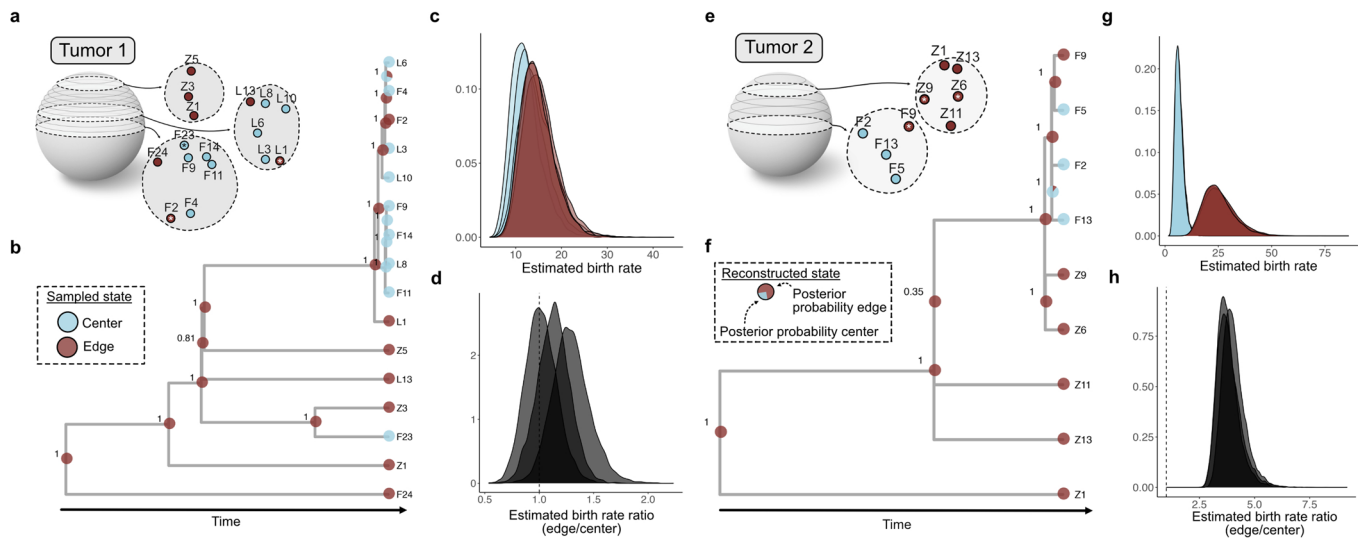 a
Tumor 1
Z5
Z3
Z1
L13
L8
L10
L6
L3
L1
F23
F24
F14
F9
F11
F2
F4
b
Sampled state
Center
Edge
1
1
1
1
1
1
1
1
0.81
1
1
1
1
L6
F4
F2
L3
L10
F9
F14
L8
F11
L1
Z5
L13
Z3
F23
Z1
F24
Time
c
0.10
0.05
0.00
10
20
30
40
Estimated birth rate
d
2
1
0
0.5
1.0
1.5
2.0
Estimated birth rate ratio
(edge/center)
e
Tumor 2
Z1
Z13
Z9
Z6
Z11
F2
F9
F13
F5
f
Reconstructed state
Posterior
probability edge
Posterior probability center
1
1
1
1
1
1
0.35
1
1
F9
F5
F2
F13
Z9
Z6
Z11
Z13
Z1
Time
g
0.20
0.15
0.10
0.05
0.00
0
25
50
75
Estimated birth rate
h
0.75
0.50
0.25
0.00
2.5
5.0
7.5
Estimated birth rate ratio
(edge/center)